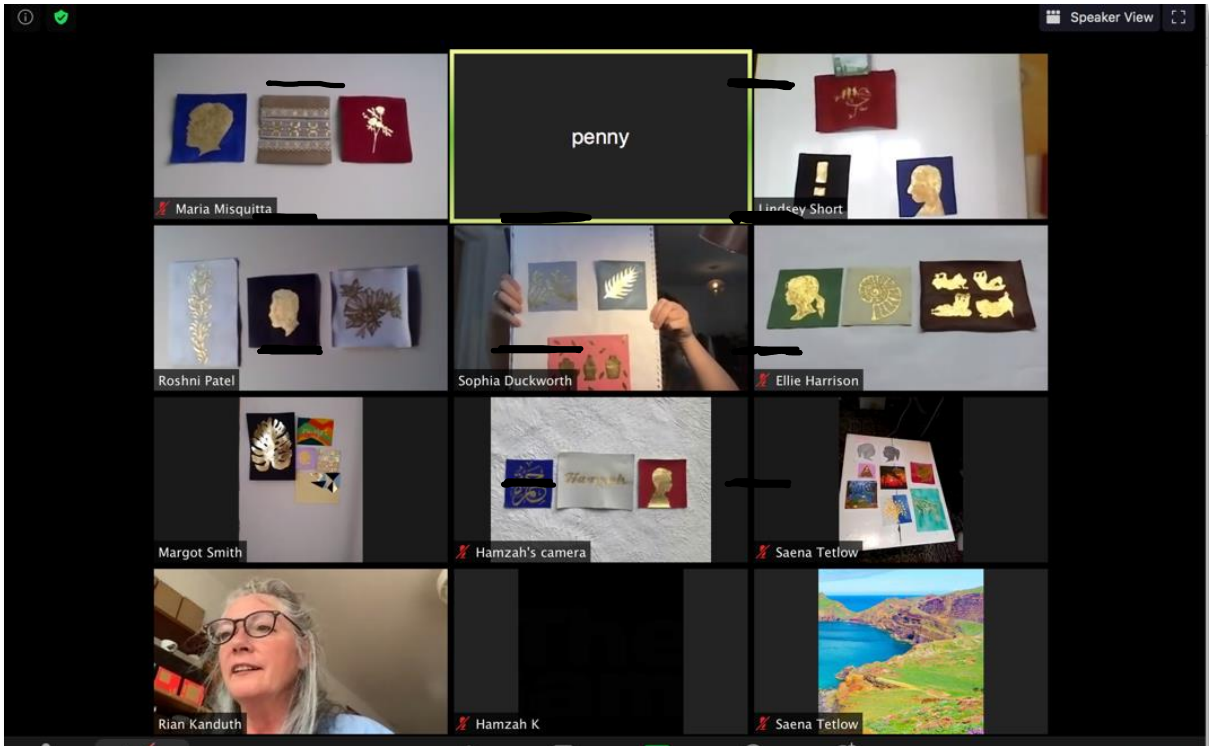 Speaker View
penny
Maria Misquitta
Lindsey Short
Roshni Patel
Sophia Duckworth
Ellie Harrison
Margot Smith
Hamzah's camera
Saena Tetlow
Rian Kanduth
Hamzah K
Saena Tetlow